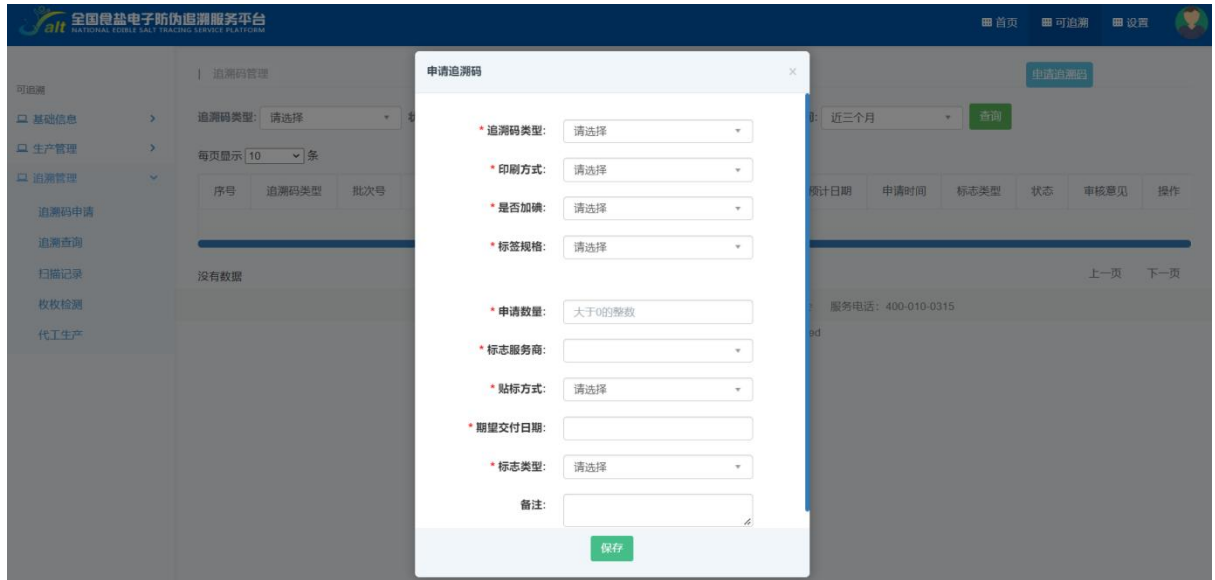 Salt 全国食盐电子防伪追溯服务平台
NATIONAL EDIBLE SALT TRACING SERVICE PLATFORM
首页 可追溯 设置
可追溯
基础信息
生产管理
追溯管理
追溯码申请
追溯查询
扫描记录
枚枚检测
代工生产
追溯码管理
申请追溯码
追溯码类型: 请选择
近三个月
查询
每页显示 10 条
序号 追溯码类型 批次号
预计日期 申请时间 标志类型 状态 审核意见 操作
没有数据
上一页 下一页
服务电话：400-010-0315
ed
申请追溯码 ×
* 追溯码类型: 请选择
* 印刷方式: 请选择
* 是否加碘: 请选择
* 标签规格: 请选择
* 申请数量: 大于0的整数
* 标志服务商:
* 贴标方式: 请选择
* 期望交付日期:
* 标志类型: 请选择
备注:
保存